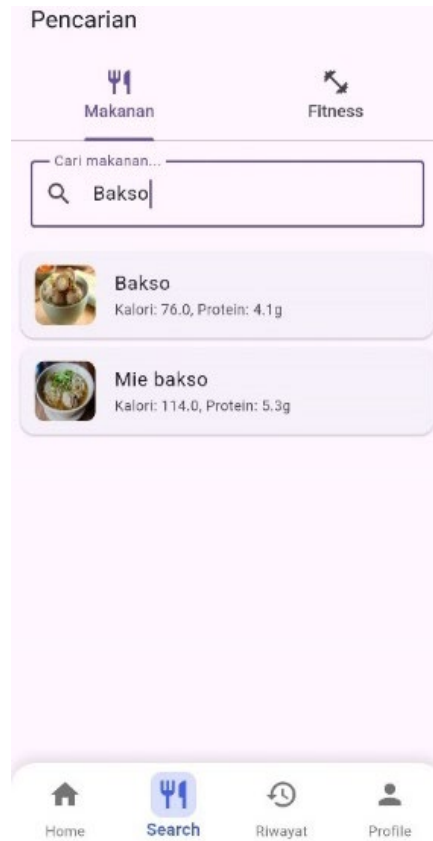 Pencarian
Makanan
Fitness
Cari makanan...
Bakso
Bakso
Kalori: 76.0, Protein: 4.1g
Mie bakso
Kalori: 114.0, Protein: 5.3g
Home
Search
Riwayat
Profile